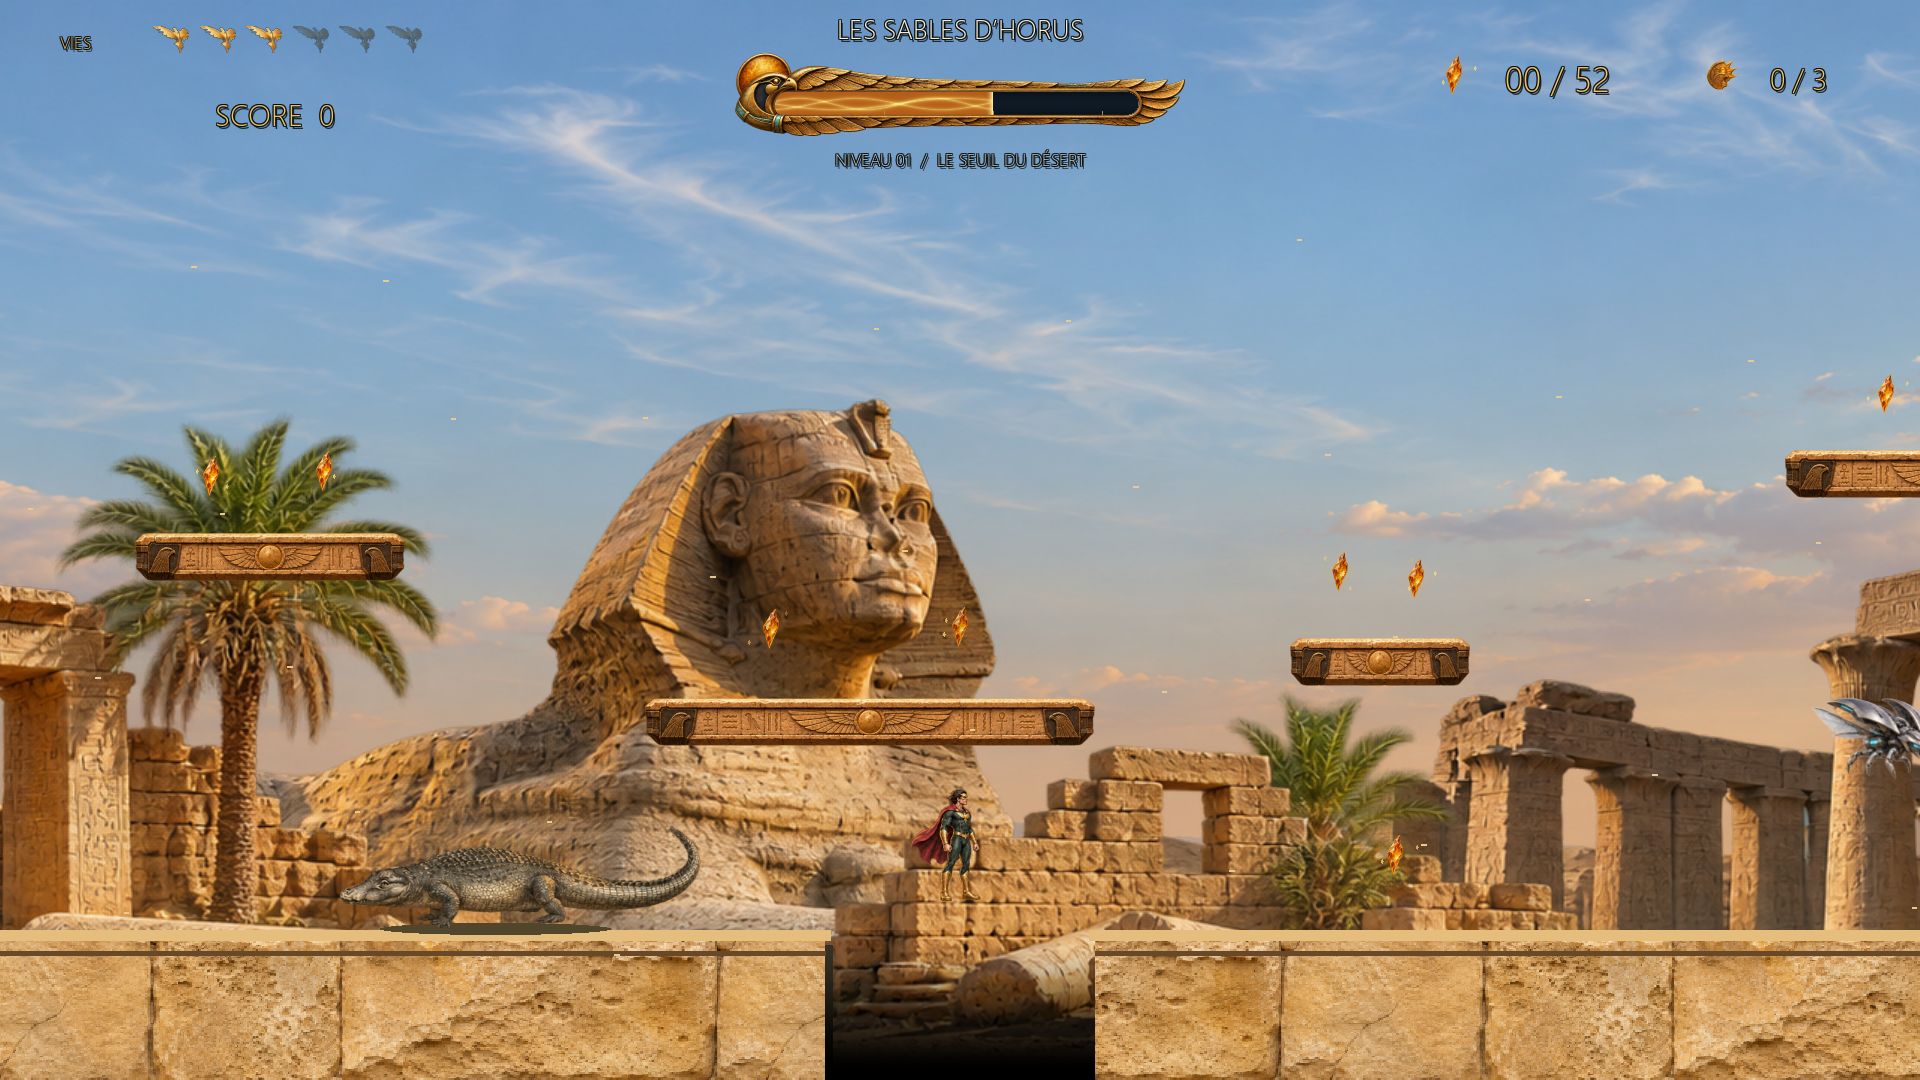 VIES
SCORE 0
LES SABLES D'HORUS
NIVEAU 01 / LE SEUIL DU DÉSERT
00 / 52
0 / 3